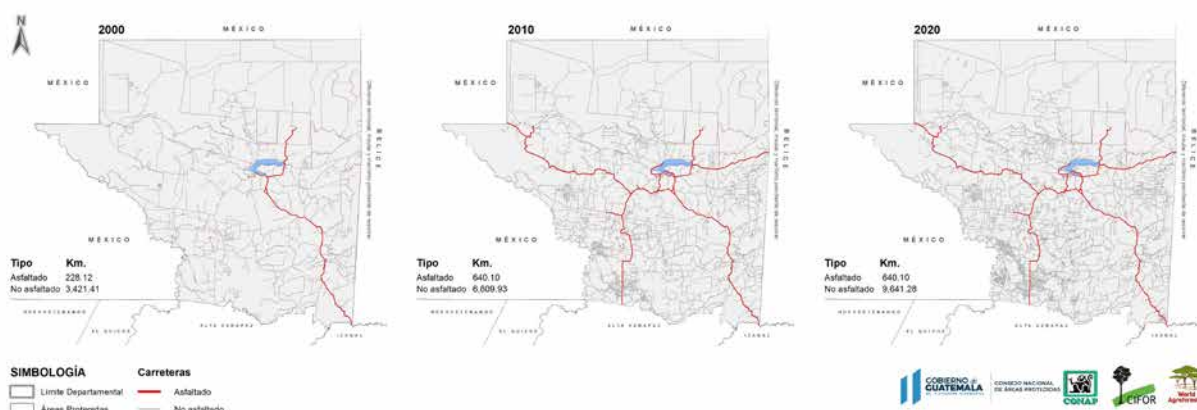 N
2000
MÉXICO
MÉXICO
BELICE
MÉXICO
Tipo Km.
Asfaltado 228.12
No asfaltado 3,421.41
HUEHUETENANGO
EL QUICHÉ
ALTA VERAPAZ
IZABAL
2010
MÉXICO
MÉXICO
BELICE
MÉXICO
Tipo Km.
Asfaltado 640.10
No asfaltado 6,609.93
EL QUICHÉ
ALTA VERAPAZ
IZABAL
2020
MÉXICO
MÉXICO
BELICE
MÉXICO
Tipo Km.
Asfaltado 640.10
No asfaltado 9,641.28
EL QUICHÉ
ALTA VERAPAZ
IZABAL
SIMBOLOGÍA
Límite Departamental
Áreas Protegidas
Carreteras
Asfaltado
No asfaltado
GOBIERNO de
GUATEMALA
CONSEJO NACIONAL
DE ÁREAS PROTEGIDAS
CONAP
CIFOR
World